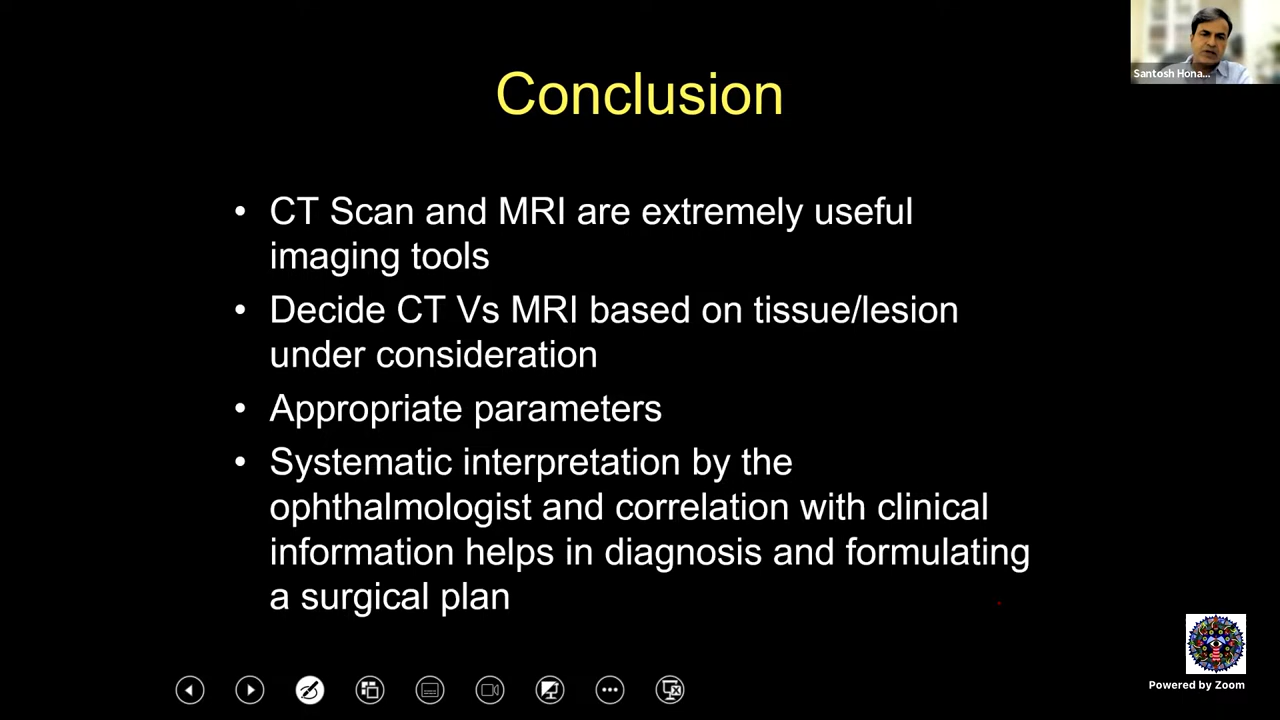 Santosh Hona...
Conclusion
• CT Scan and MRI are extremely useful
imaging tools
• Decide CT Vs MRI based on tissue/lesion
under consideration
• Appropriate parameters
• Systematic interpretation by the
ophthalmologist and correlation with clinical
information helps in diagnosis and formulating
a surgical plan
Powered by Zoom